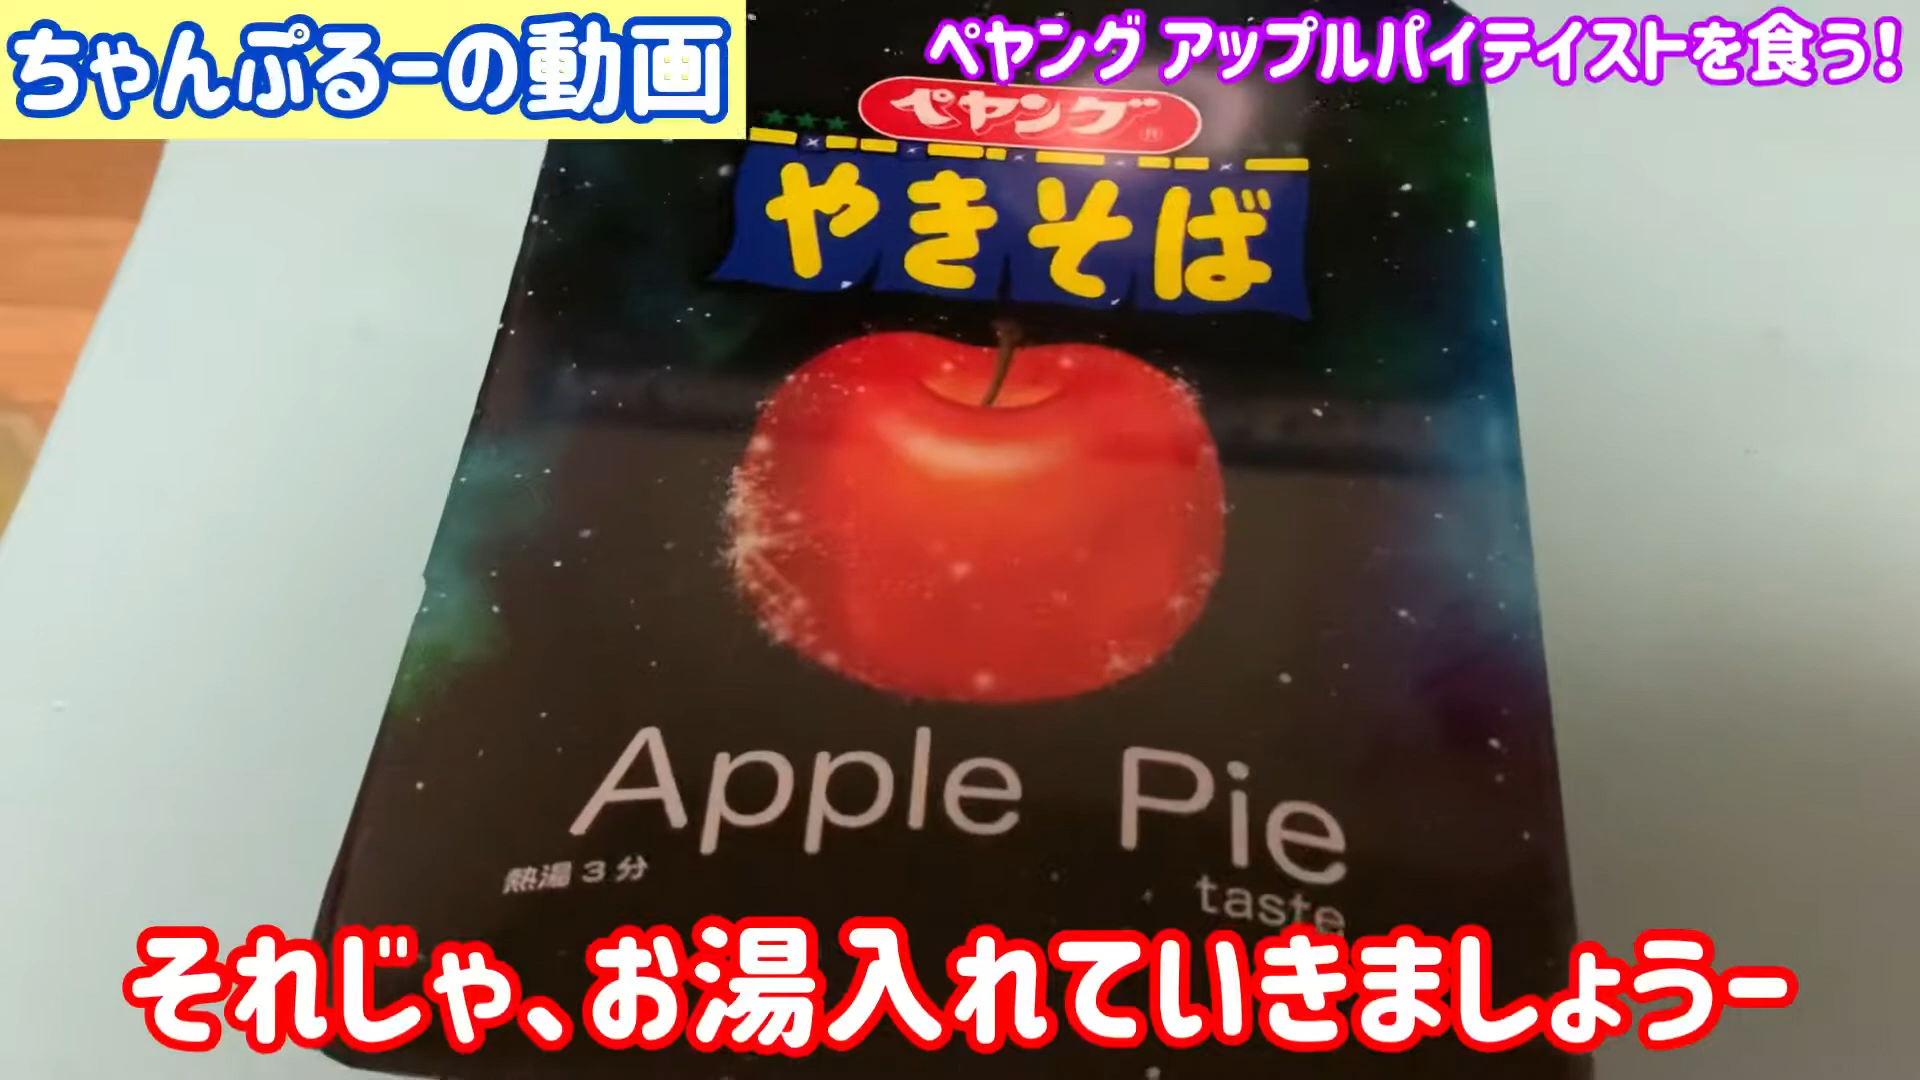 ちゃんぷるーの動画
ペヤング アップルパイテイストを食う!
ペヤング
やきそば
Apple Pie
熱湯3分
taste
それじゃ、お湯入れていきましょうー